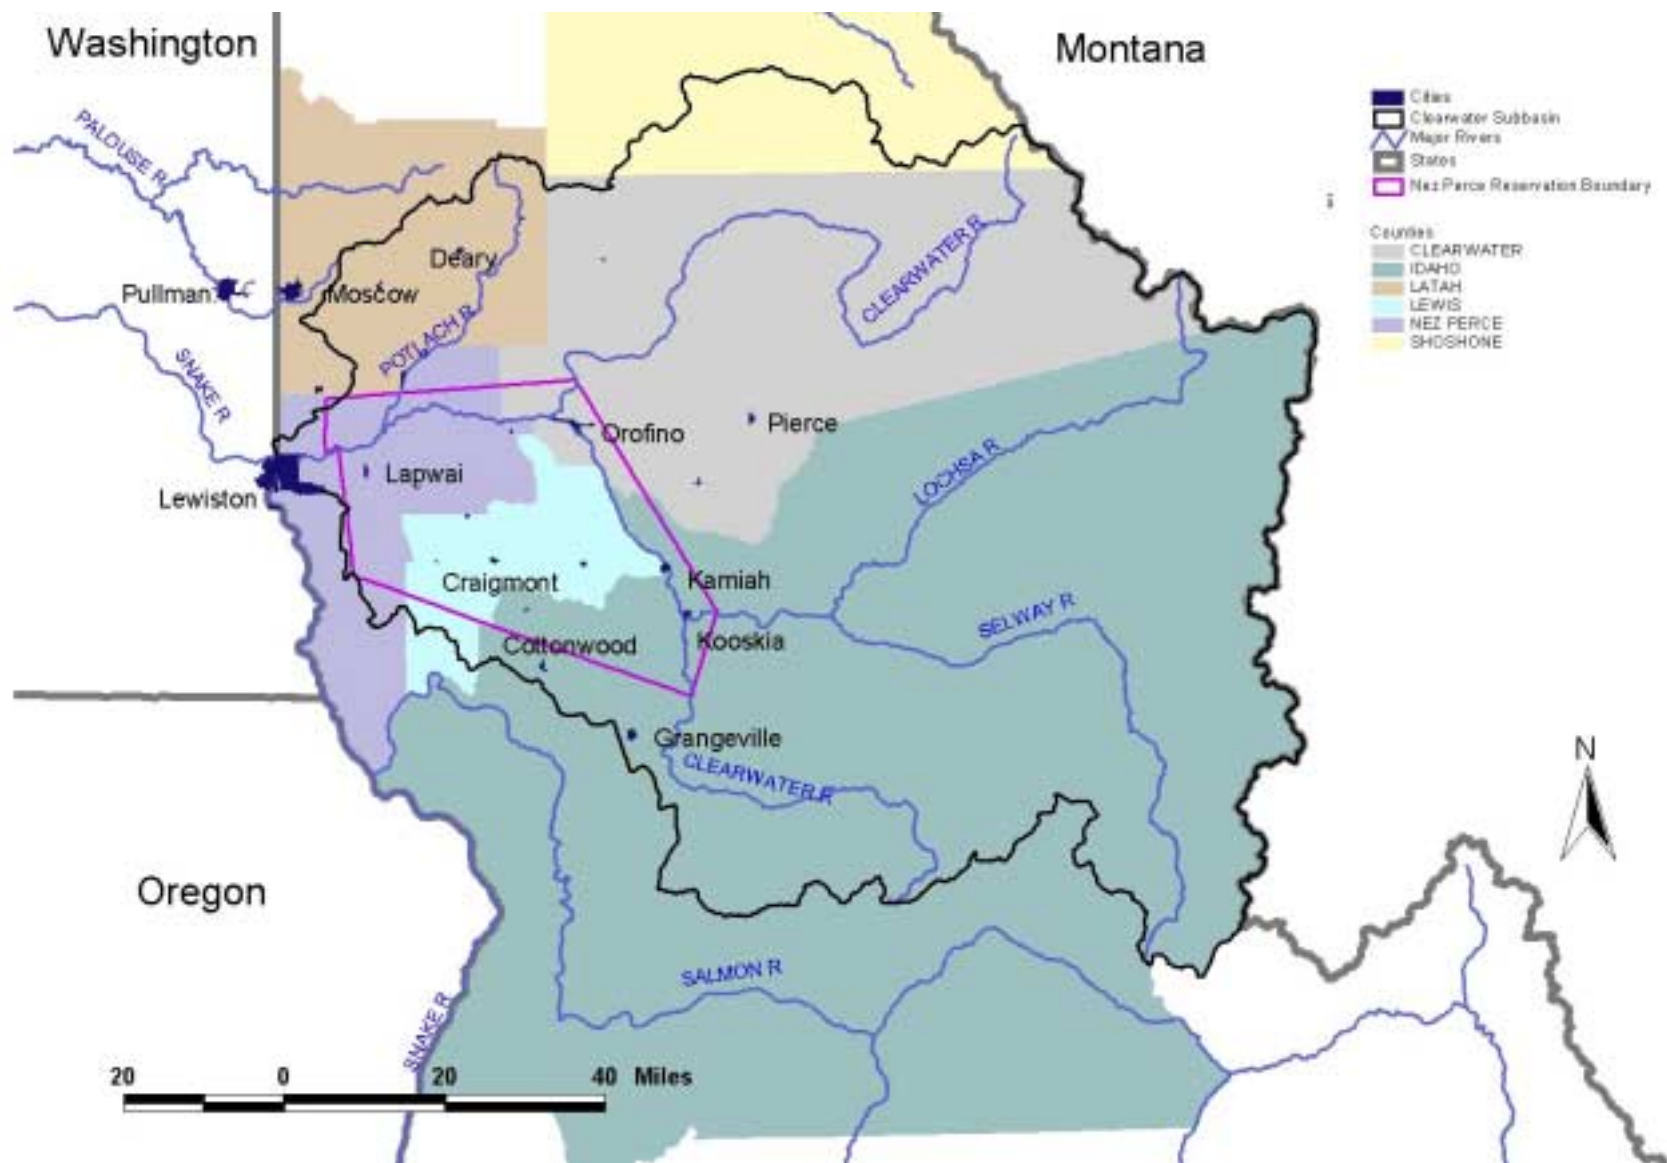 Washington
Montana
Cities
Clearwater Subbasin
Major Rivers
States
Nez Perce Reservation Boundary
PALOUSE R
Counties
CLEARWATER
IDAHO
LATAH
LEWIS
NEZ PERCE
SHOSHONE
Deary
CLEARWATER R
Pullman
Moscow
POTLACH R
SNAKE R
Orofino
Pierce
Lapwai
LOCHSA R
Lewiston
Craigmont
Kamiah
SELWAY R
Cottonwood
Kooskia
Grangeville
CLEARWATER R
N
Oregon
SALMON R
SNAKE R
20 0 20 40 Miles